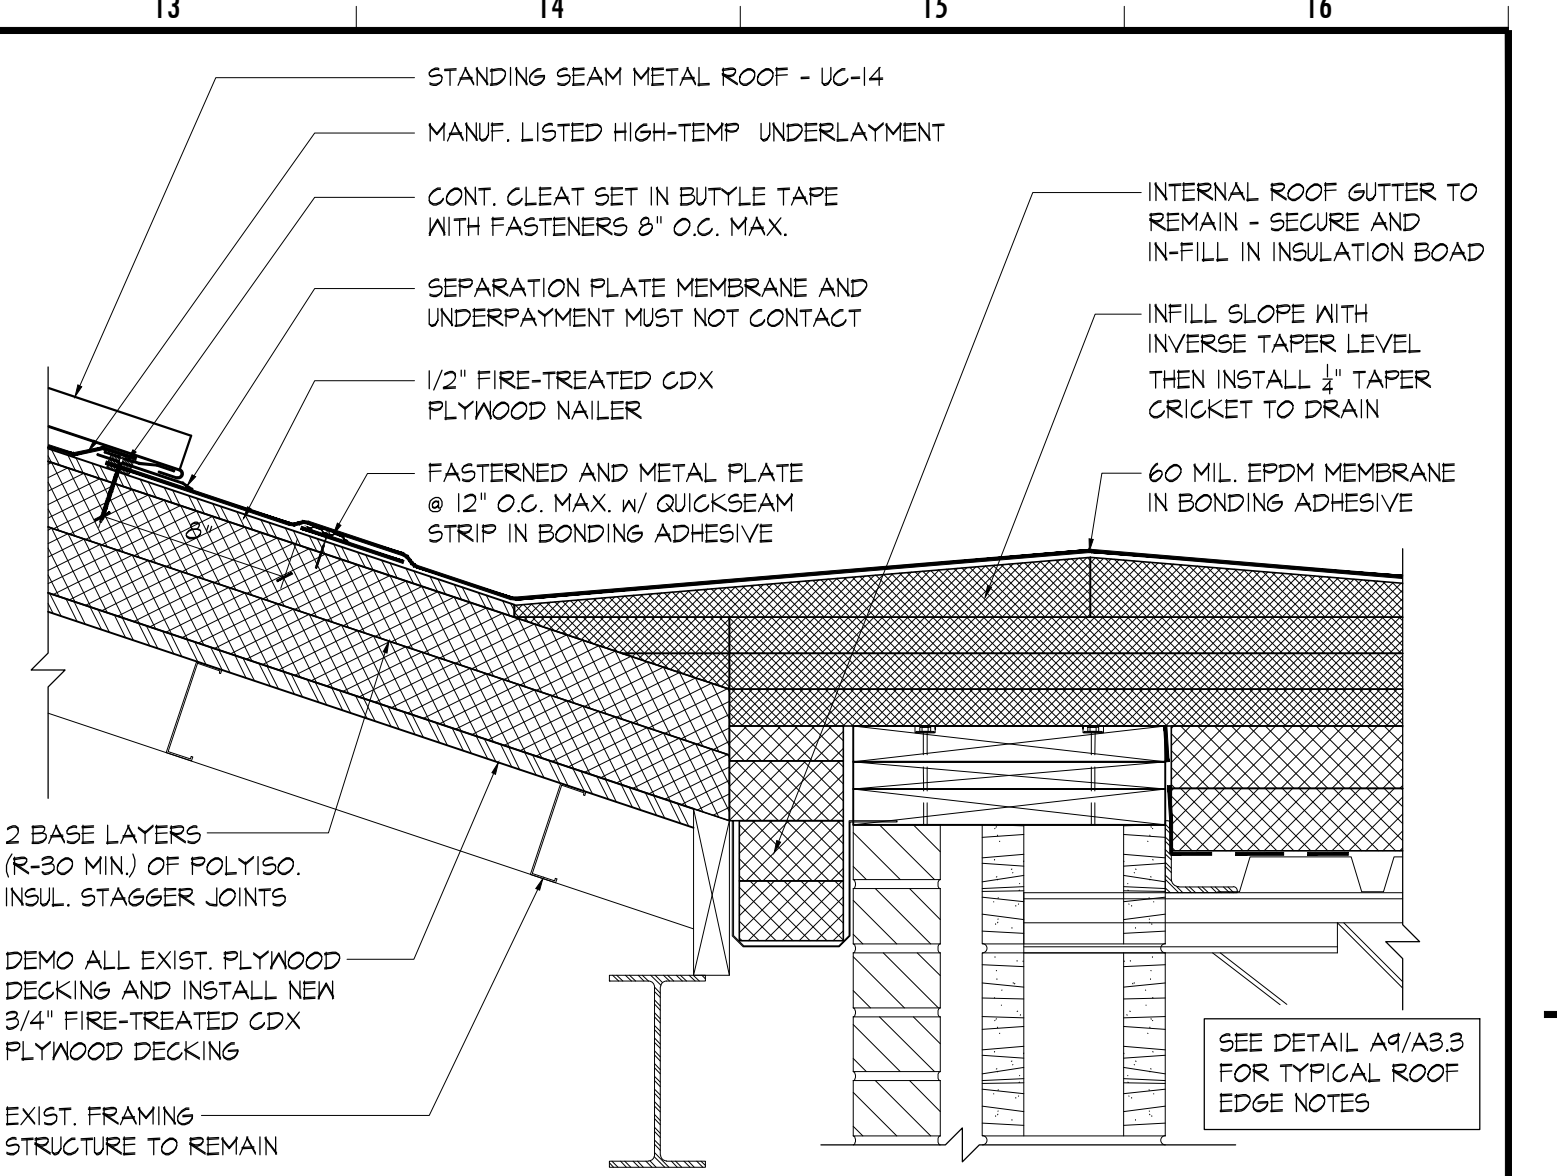 13
14
15
16
STANDING SEAM METAL ROOF - UC-14
MANUF. LISTED HIGH-TEMP UNDERLAYMENT
CONT. CLEAT SET IN BUTYLE TAPE
WITH FASTENERS 8" O.C. MAX.
SEPARATION PLATE MEMBRANE AND
UNDERPAYMENT MUST NOT CONTACT
1/2" FIRE-TREATED CDX
PLYWOOD NAILER
FASTERNED AND METAL PLATE
@ 12" O.C. MAX. W/ QUICKSEAM
STRIP IN BONDING ADHESIVE
8"
INTERNAL ROOF GUTTER TO
REMAIN - SECURE AND
IN-FILL IN INSULATION BOAD
INFILL SLOPE WITH
INVERSE TAPER LEVEL
THEN INSTALL 1/4" TAPER
CRICKET TO DRAIN
60 MIL. EPDM MEMBRANE
IN BONDING ADHESIVE
2 BASE LAYERS
(R-30 MIN.) OF POLYISO.
INSUL. STAGGER JOINTS
DEMO ALL EXIST. PLYWOOD
DECKING AND INSTALL NEW
3/4" FIRE-TREATED CDX
PLYWOOD DECKING
EXIST. FRAMING
STRUCTURE TO REMAIN
SEE DETAIL A9/A3.3
FOR TYPICAL ROOF
EDGE NOTES